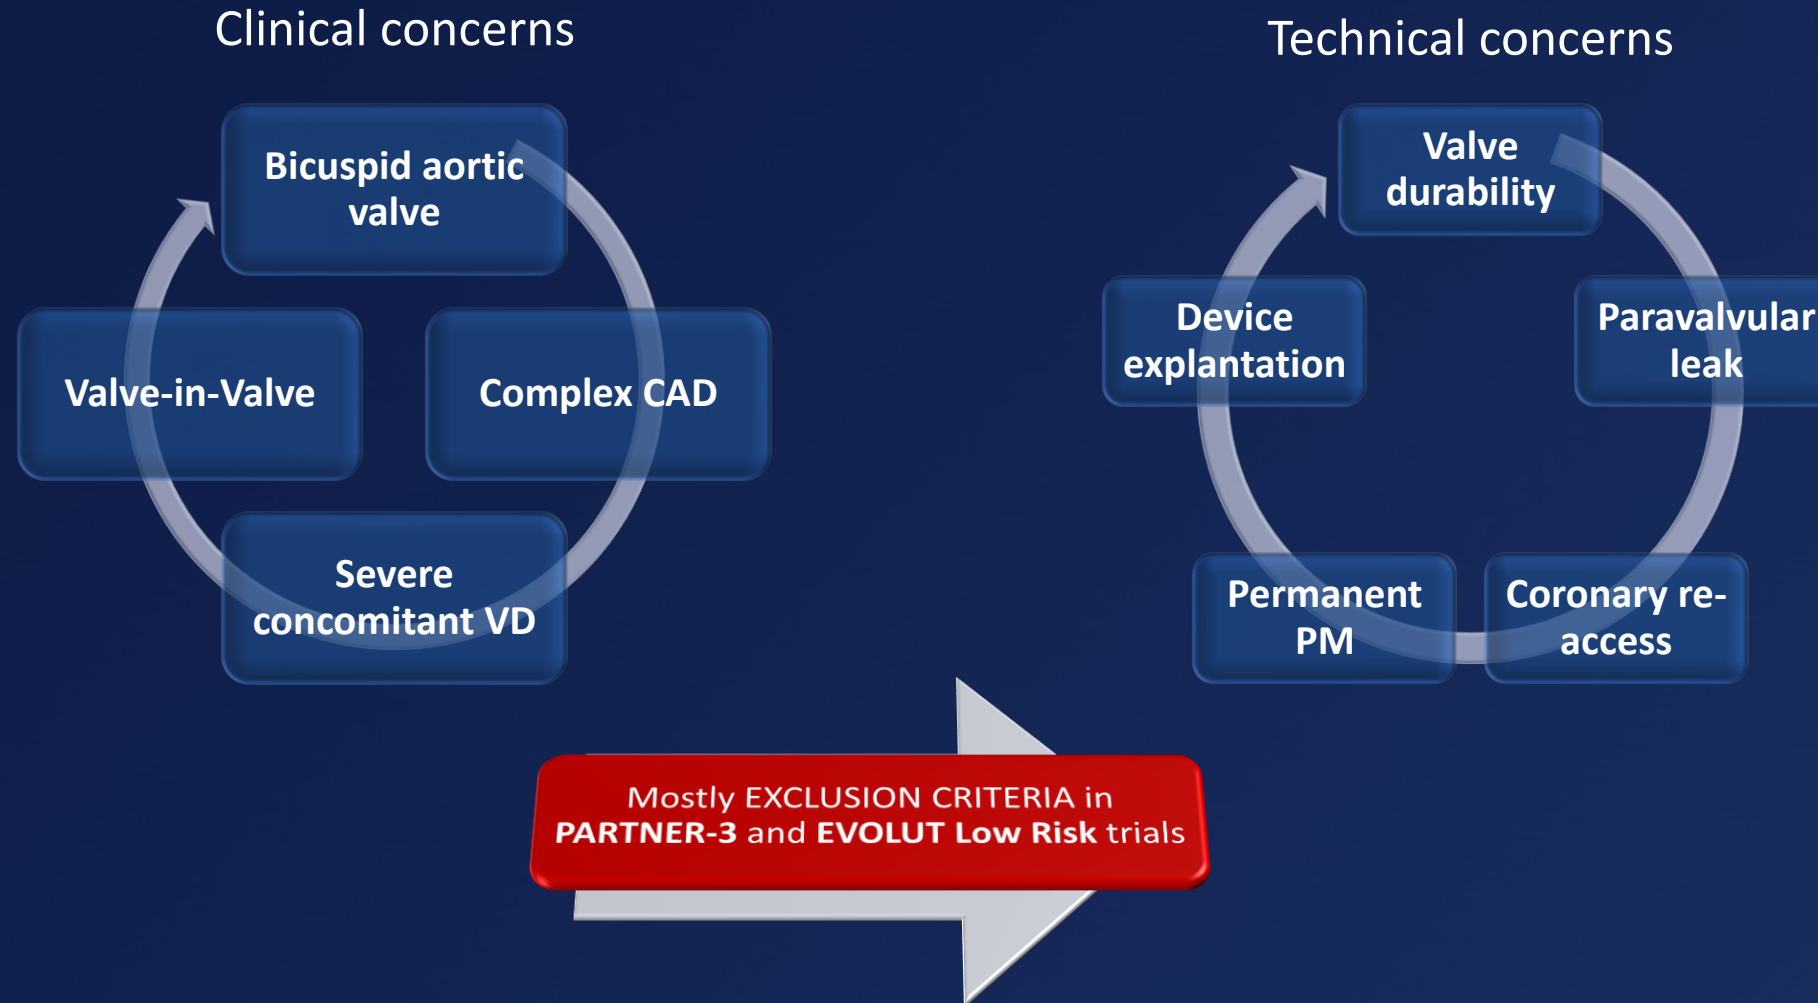 Clinical concerns
Bicuspid aortic
valve
Valve-in-Valve
Complex CAD
Severe
concomitant VD
Technical concerns
Valve
durability
Device
explantation
Paravalvular
leak
Permanent
PM
Coronary re-
access
Mostly EXCLUSION CRITERIA in
PARTNER-3 and EVOLUT Low Risk trials